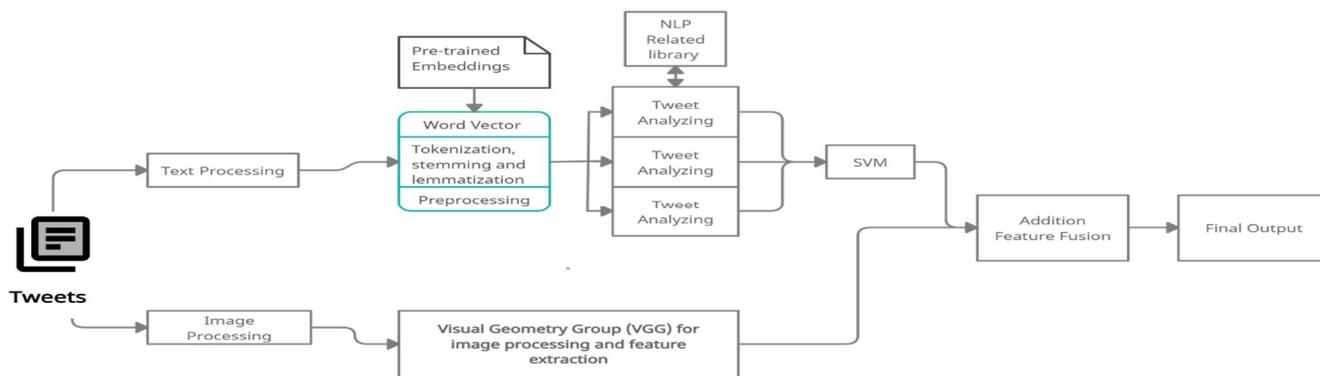 NLP
Related
library
Pre-trained
Embeddings
Word Vector
Tokenization,
stemming and
lemmatization
Preprocessing
Tweet
Analyzing
Tweet
Analyzing
Tweet
Analyzing
Text Processing
SVM
Addition
Feature Fusion
Final Output
Tweets
Image
Processing
Visual Geometry Group (VGG) for
image processing and feature
extraction